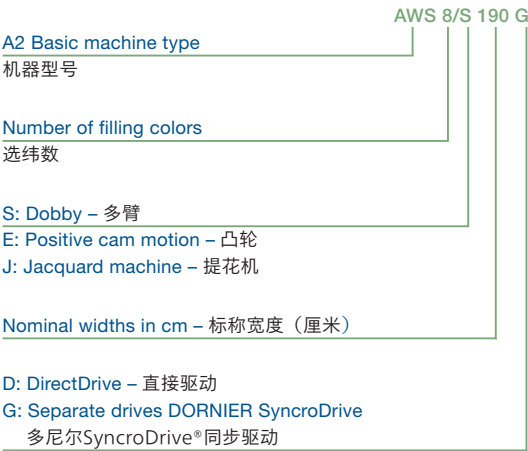 AWS 8/S 190 G
A2 Basic machine type
机器型号
Number of filling colors
选纬数
S: Dobby – 多臂
E: Positive cam motion – 凸轮
J: Jacquard machine – 提花机
Nominal widths in cm – 标称宽度（厘米）
D: DirectDrive – 直接驱动
G: Separate drives DORNIER SyncroDrive
多尼尔SyncroDrive®同步驱动